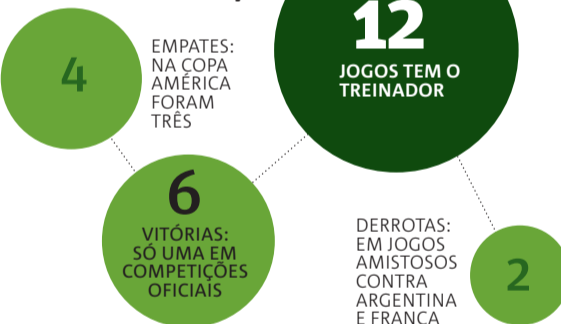 12
JOGOS TEM O
TREINADOR
4
EMPATES:
NA COPA
AMÉRICA
FORAM
TRÊS
6
VITÓRIAS:
SÓ UMA EM
COMPETIÇÕES
OFICIAIS
DERROTAS:
EM JOGOS
AMISTOSOS
CONTRA
ARGENTINA
E FRANÇA
2